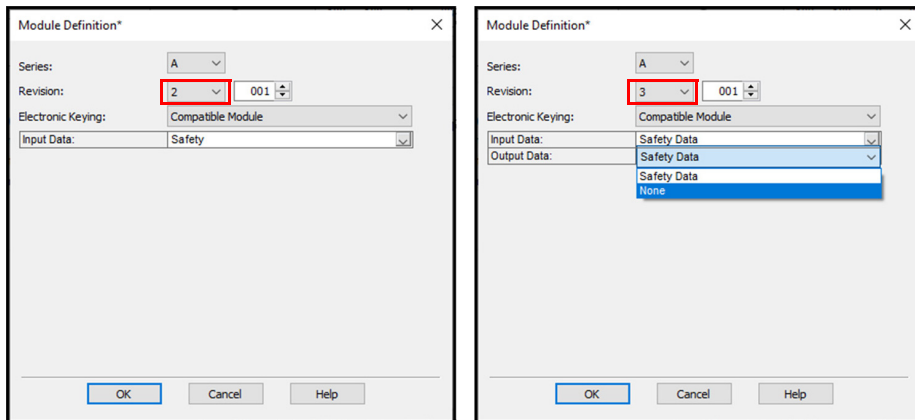 Module Definition*
Series: A
Revision: 2 001
Electronic Keying: Compatible Module
Input Data: Safety
OK Cancel Help
Module Definition*
Series: A
Revision: 3 001
Electronic Keying: Compatible Module
Input Data: Safety Data
Output Data: Safety Data
Safety Data
None
OK Cancel Help